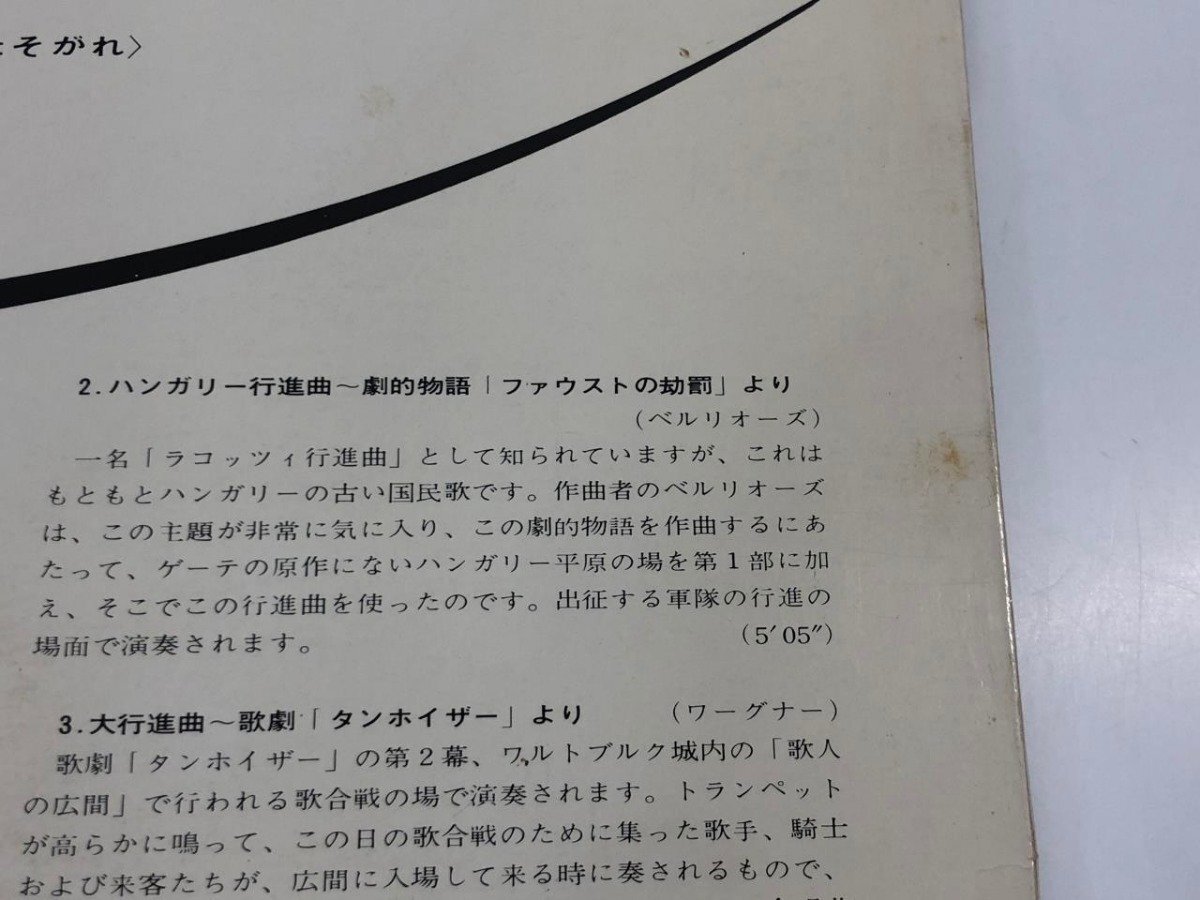 そがれ〉
2.ハンガリー行進曲～劇的物語「ファウストの劫罰」より
(ベルリオーズ)
一名「ラコッツィ行進曲」として知られていますが、これは
もともとハンガリーの古い国民歌です。作曲者のベルリオーズ
は、この主題が非常に気に入り、この劇的物語を作曲するにあ
たって、ゲーテの原作にないハンガリー平原の場を第1部に加
え、そこでこの行進曲を使ったのです。出征する軍隊の行進の
場面で演奏されます。 (5′05″)
3.大行進曲～歌劇「タンホイザー」より (ワーグナー)
歌劇「タンホイザー」の第2幕、ワルトブルク城内の「歌人
の広間」で行われる歌合戦の場で演奏されます。トランペット
が高らかに鳴って、この日の歌合戦のために集った歌手、騎士
および来客たちが、広間に入場して来る時に奏されるもので、